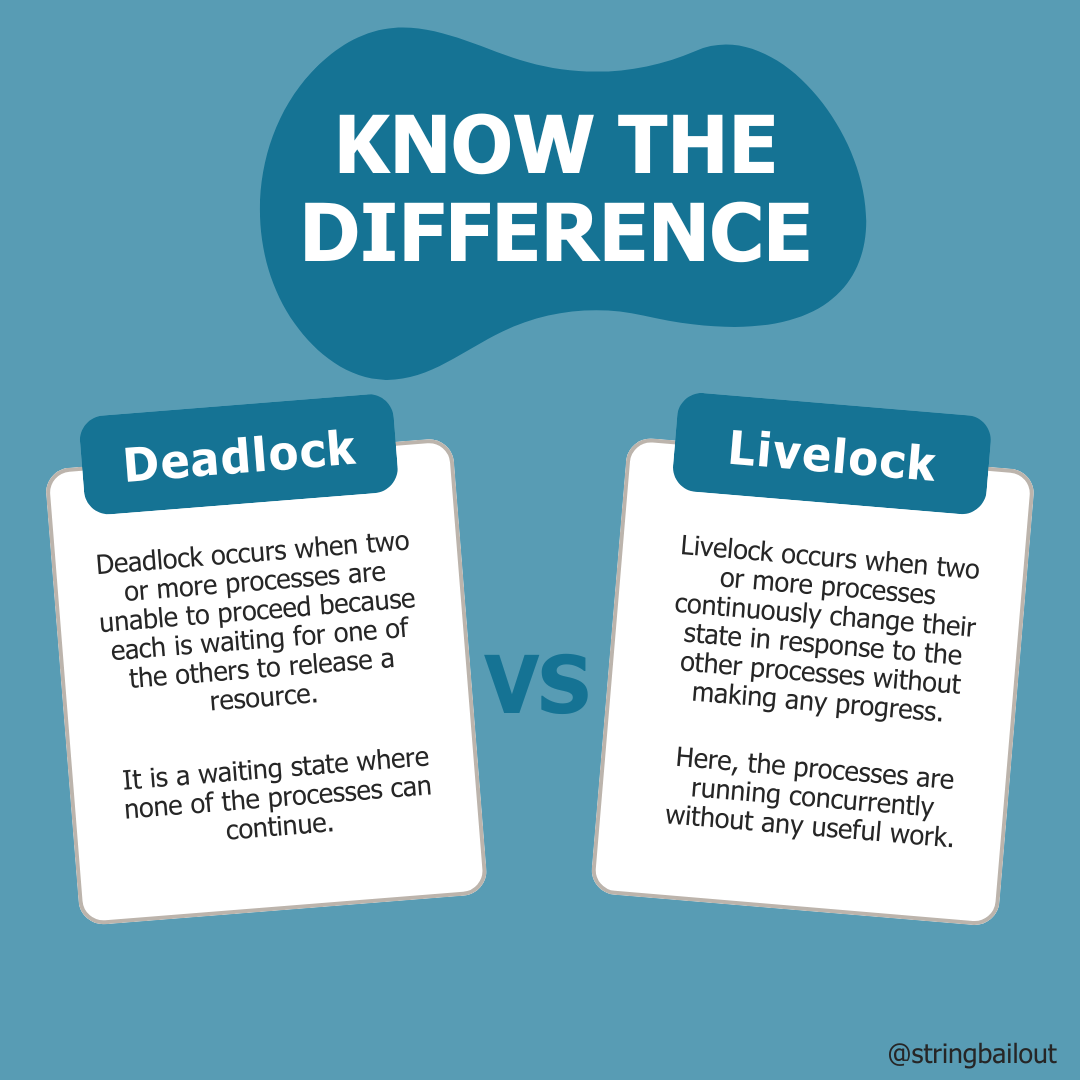 KNOW THE
DIFFERENCE
Deadlock
Deadlock occurs when two
or more processes are
unable to proceed because
each is waiting for one of
the others to release a
resource.
It is a waiting state where
none of the processes can
continue.
VS
Livelock
Livelock occurs when two
or more processes
continuously change their
state in response to the
other processes without
making any progress.
Here, the processes are
running concurrently
without any useful work.
@stringbailout